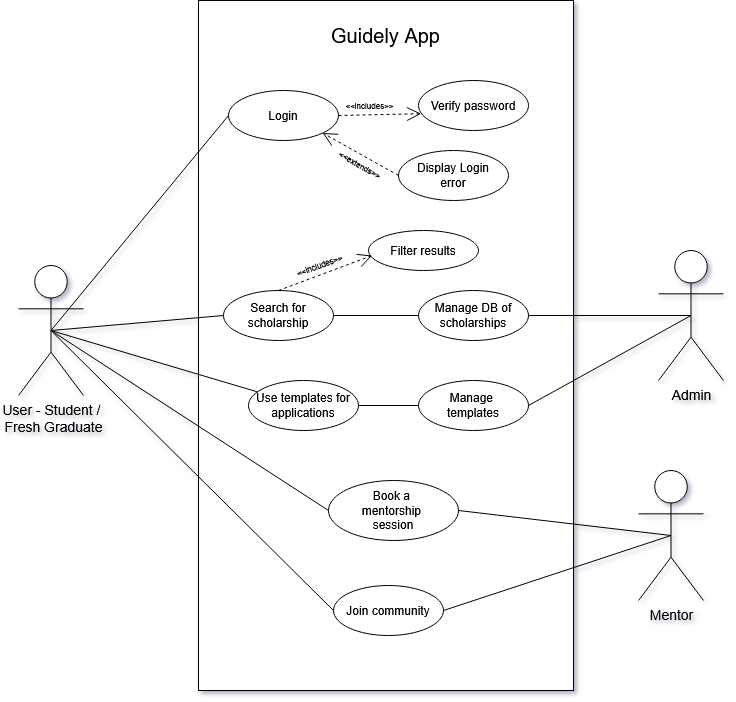 Guidely App
Login
<<includes>>
Verify password
<<extends>>
Display Login
error
<<includes>>
Filter results
Search for
scholarship
Manage DB of
scholarships
Admin
User - Student /
Fresh Graduate
Use templates for
applications
Manage
templates
Book a
mentorship
session
Mentor
Join community